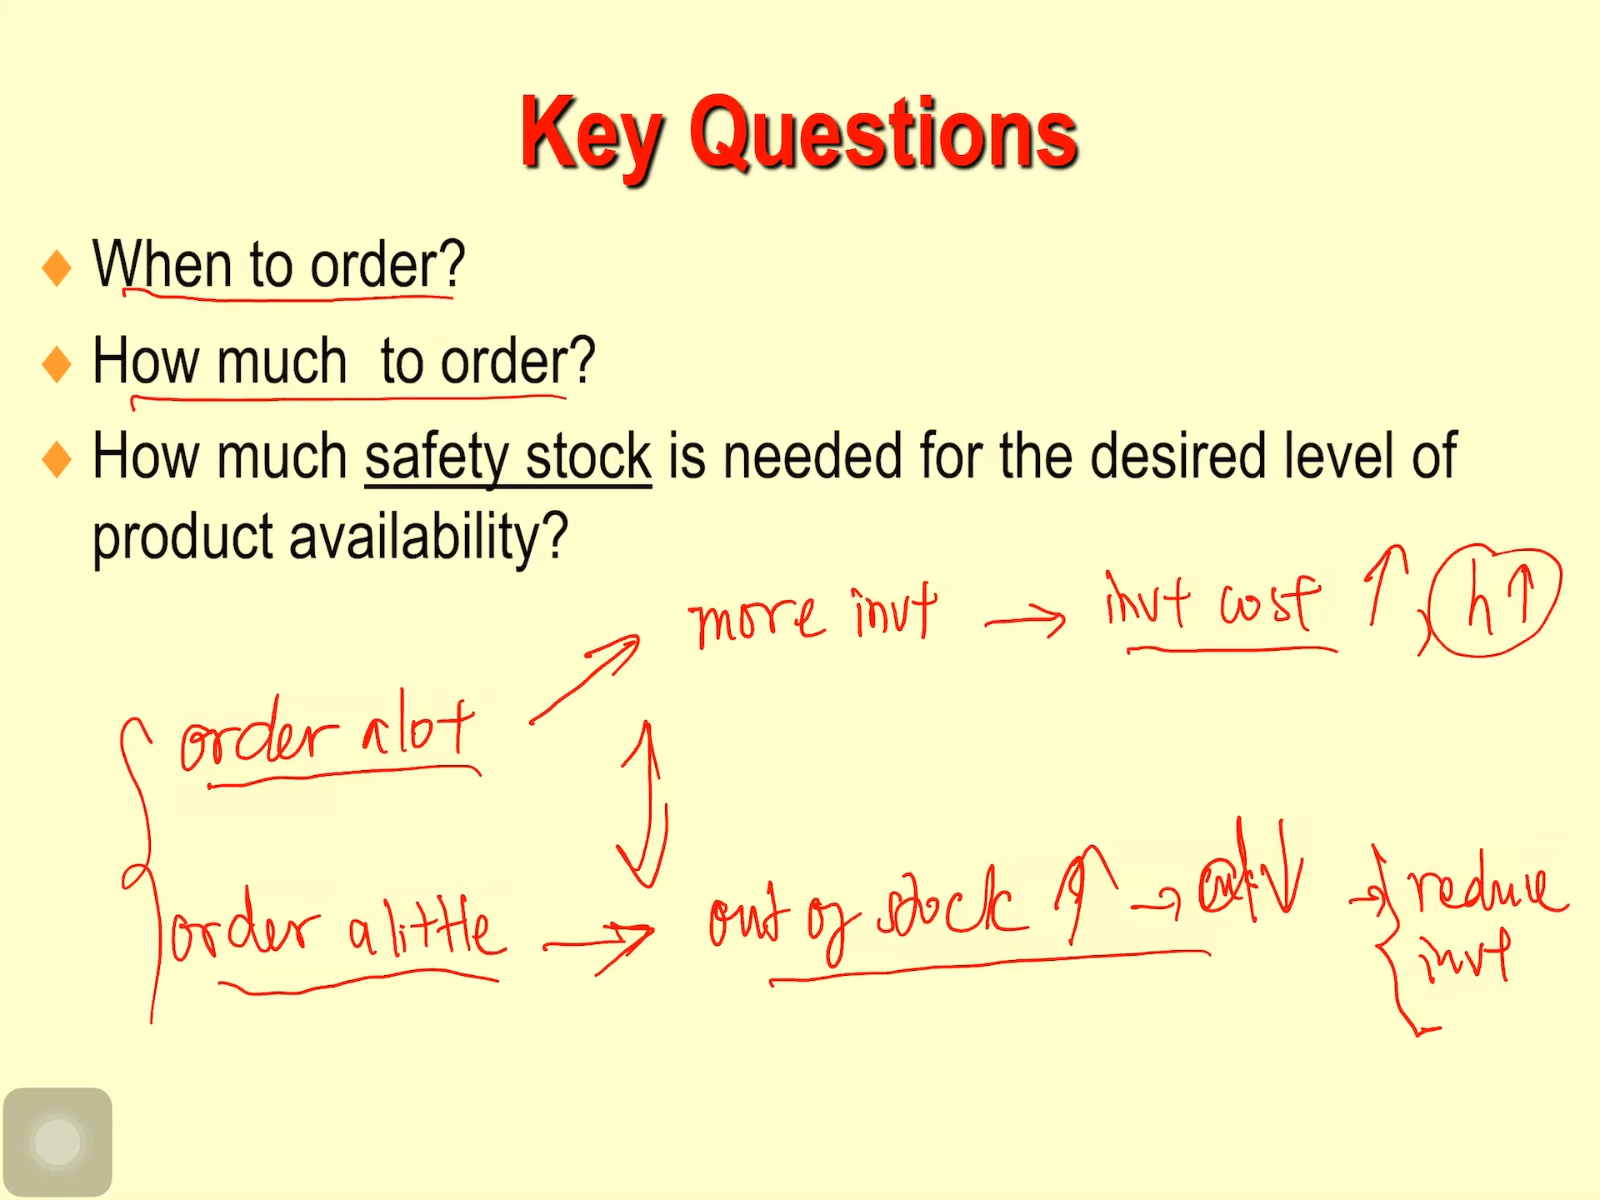 Key Questions
When to order?
How much to order?
How much safety stock is needed for the desired level of
product availability?
more invt → invt cost ↑, h↑
order a lot
order a little → out of stock ↑ → ↓ → reduce
invt